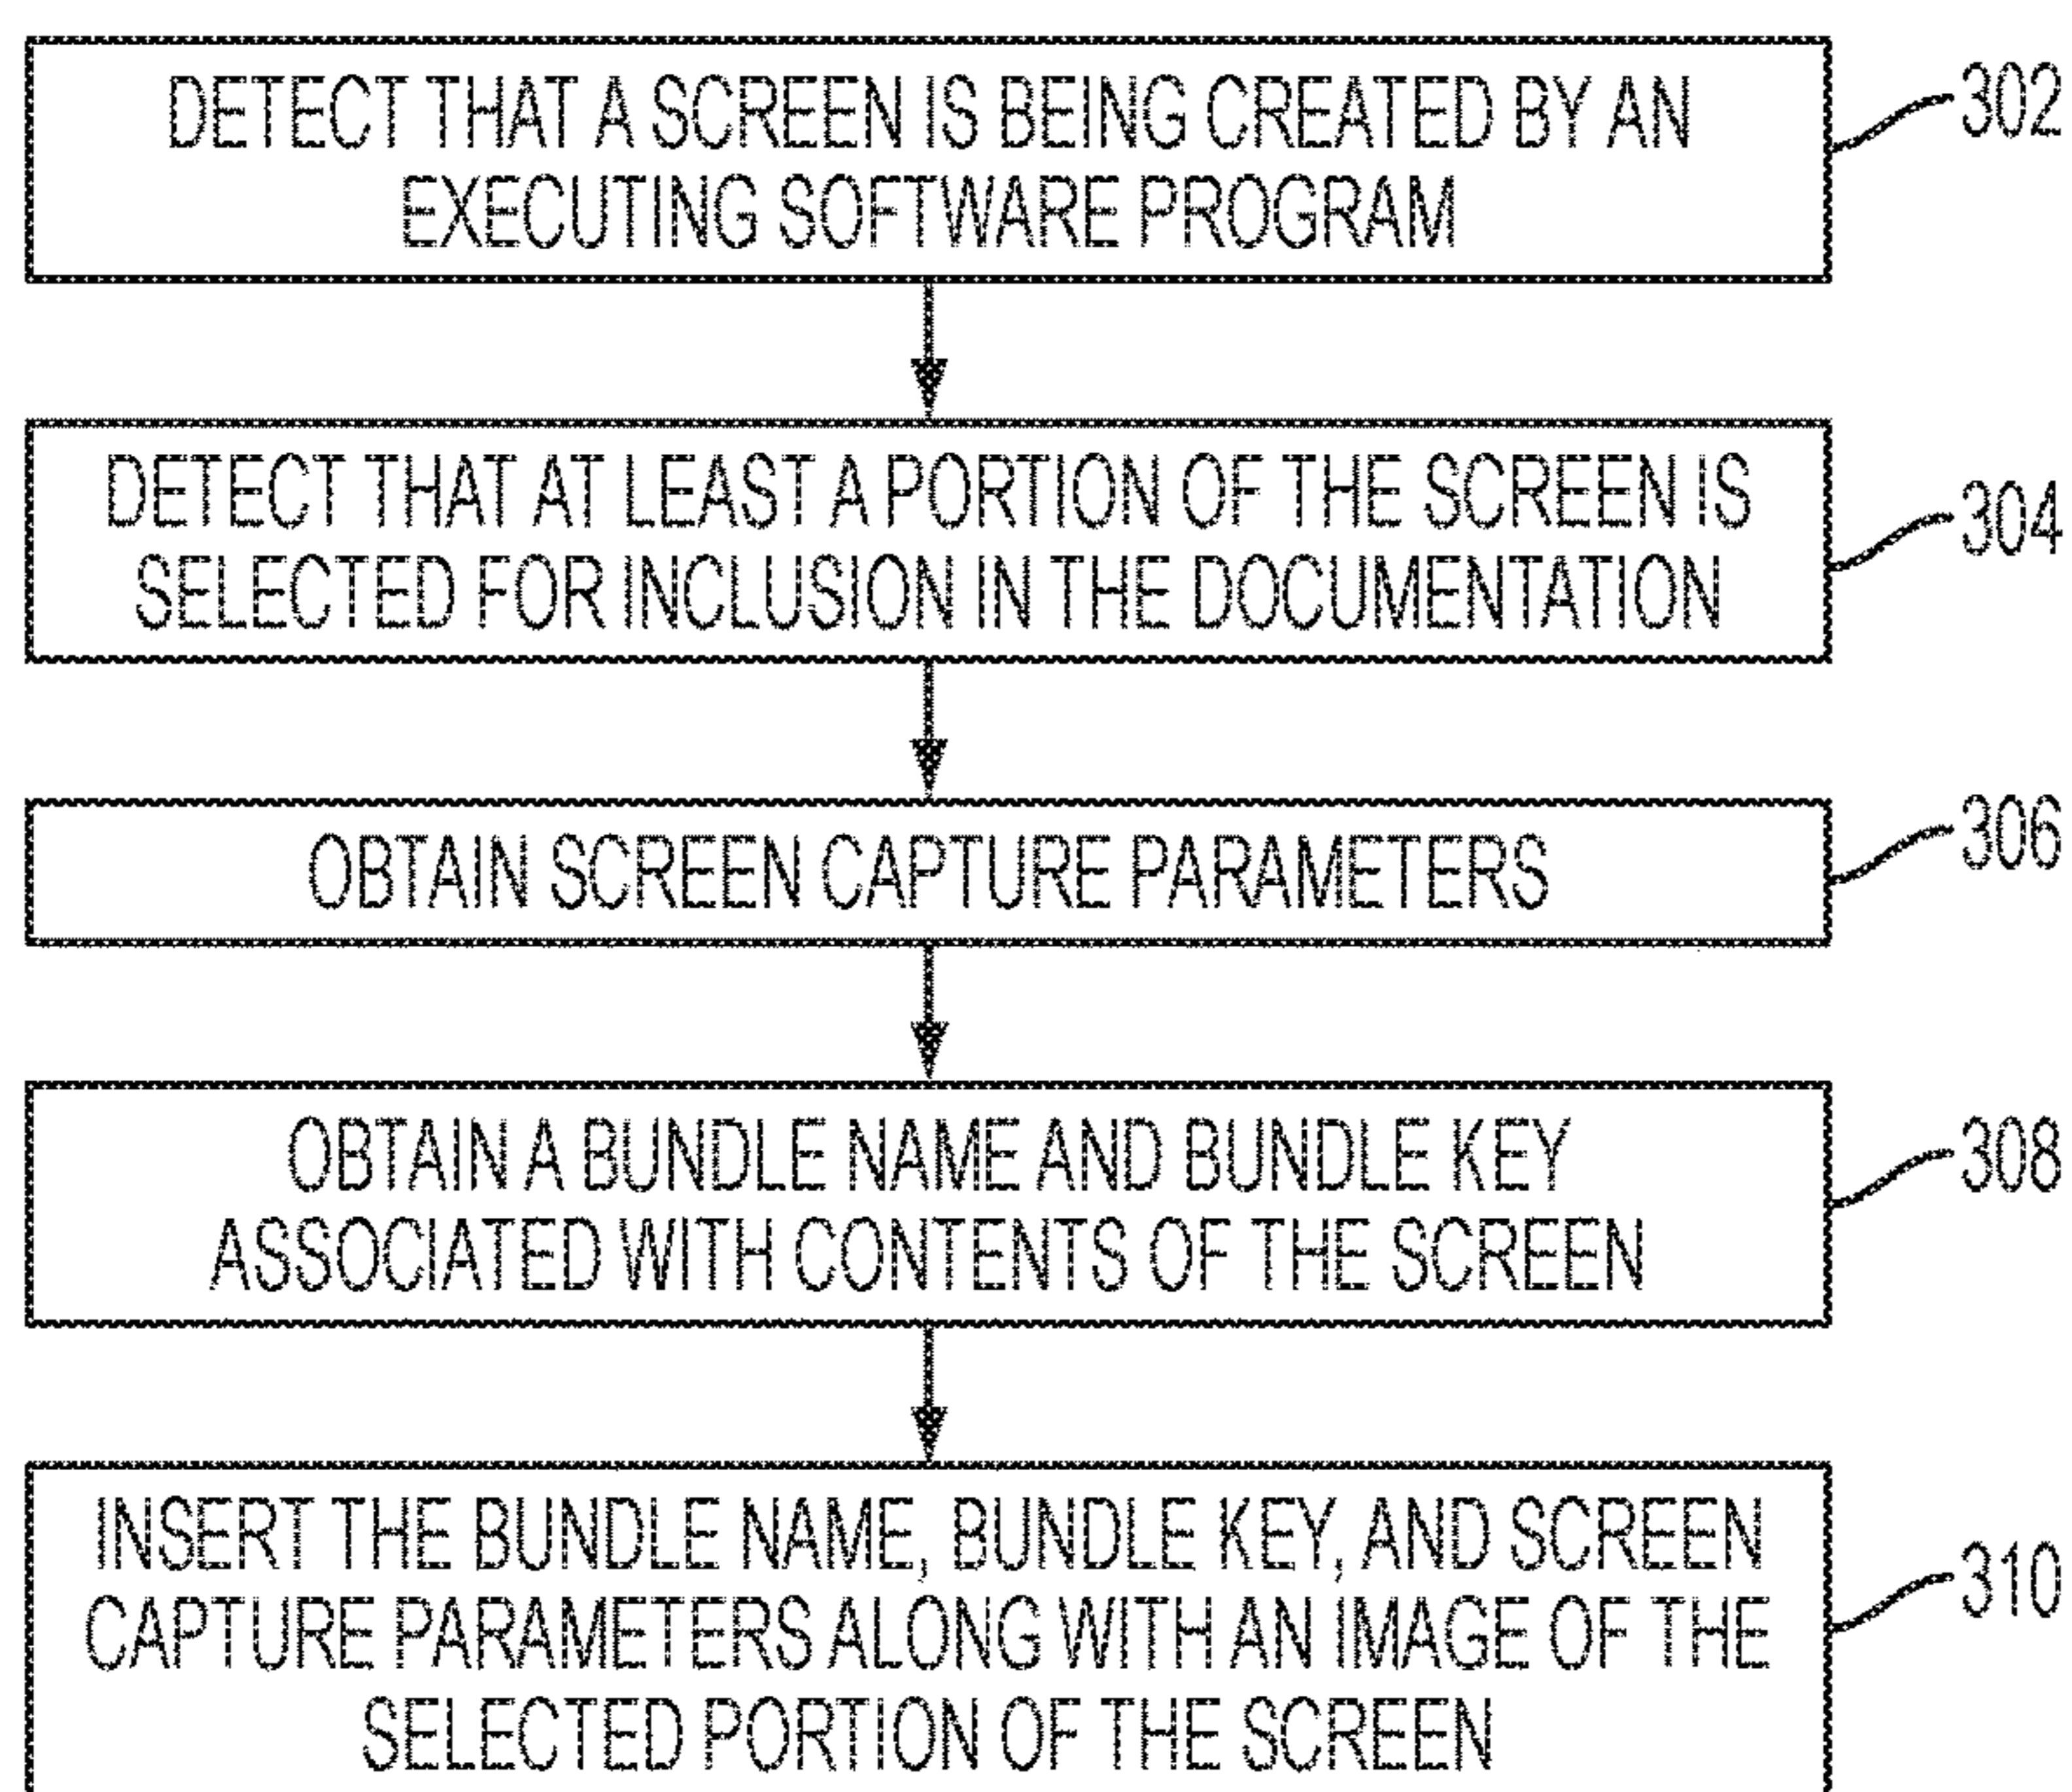 DETECT THAT A SCREEN IS BEING CREATED BY AN
EXECUTING SOFTWARE PROGRAM
302
DETECT THAT AT LEAST A PORTION OF THE SCREEN IS
SELECTED FOR INCLUSION IN THE DOCUMENTATION
304
OBTAIN SCREEN CAPTURE PARAMETERS
306
OBTAIN A BUNDLE NAME AND BUNDLE KEY
ASSOCIATED WITH CONTENTS OF THE SCREEN
308
INSERT THE BUNDLE NAME, BUNDLE KEY, AND SCREEN
CAPTURE PARAMETERS ALONG WITH AN IMAGE OF THE
SELECTED PORTION OF THE SCREEN
310